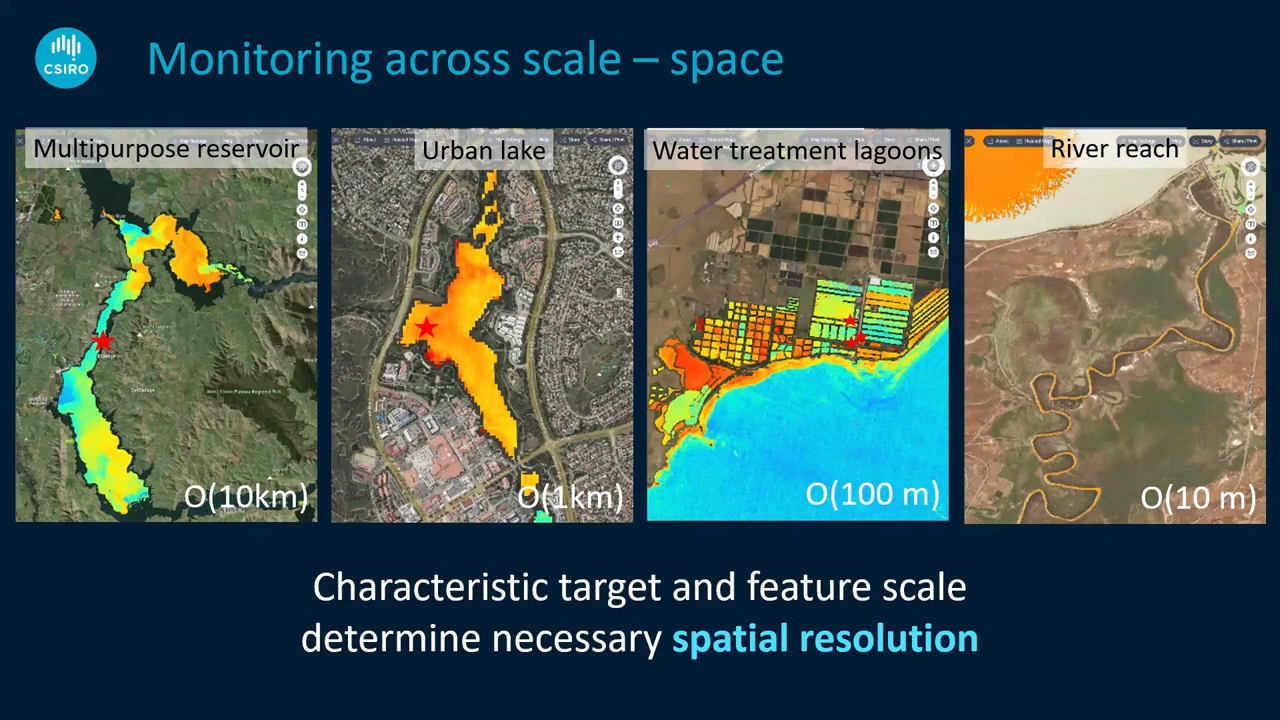 CSIRO
Monitoring across scale – space
Multipurpose reservoir
Urban lake
Water treatment lagoons
River reach
O(10km)
O(1km)
O(100 m)
O(10 m)
Characteristic target and feature scale
determine necessary spatial resolution